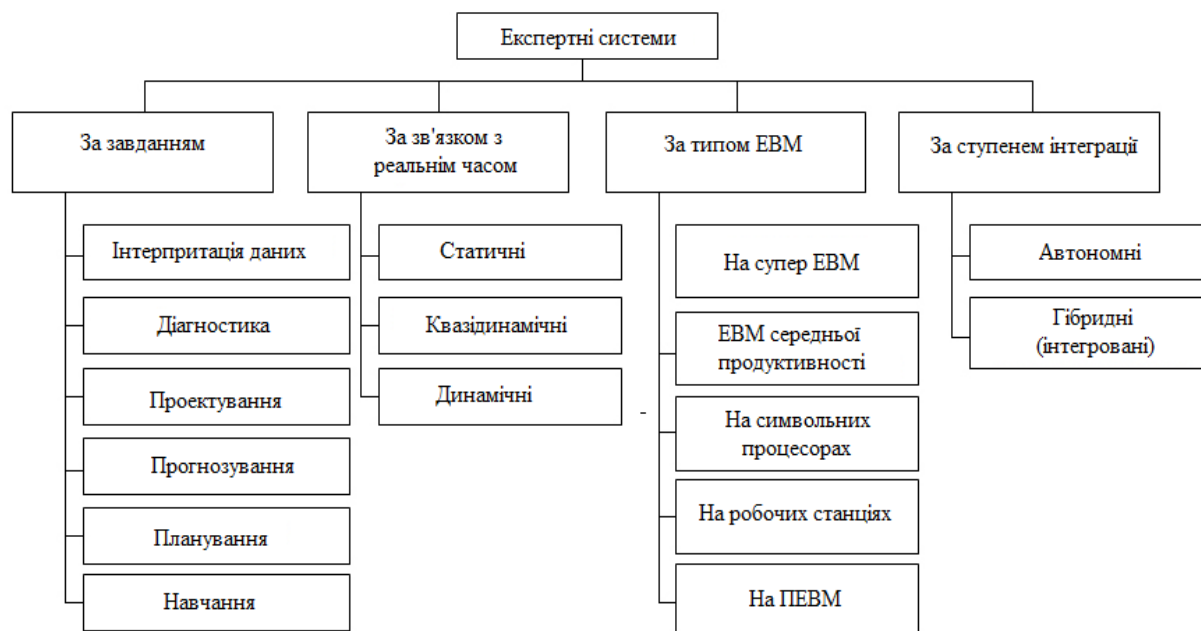 Експертні системи
За завданням
Інтерпритація даних
Діагностика
Проектування
Прогнозування
Планування
Навчання
За зв'язком з
реальнім часом
Статичні
Квазідинамічні
Динамічні
За типом ЕВМ
На супер ЕВМ
ЕВМ середньої
продуктивності
На символьних
процесорах
На робочих станціях
На ПЕВМ
За ступенем інтеграції
Автономні
Гібридні
(інтегровані)